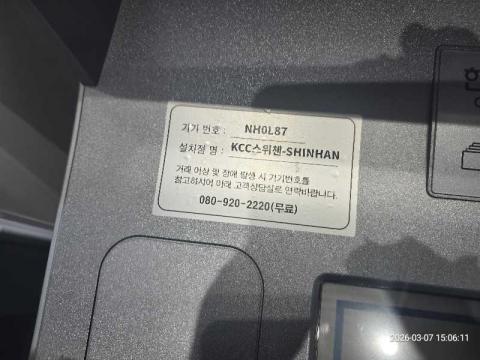 기기 번호 : NH0L87
설치점 명 : KCC스위첸-SHINHAN
거래 이상 및 장애 발생 시 기기번호를
참고하시어 아래 고객상담실로 연락바랍니다.
080-920-2220(무료)
2026-03-07 15:06:11